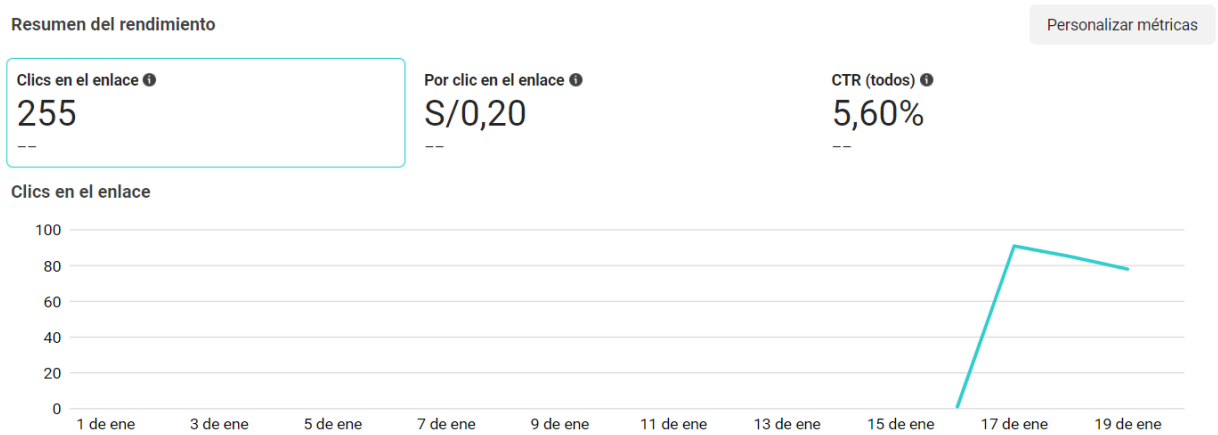 Resumen del rendimiento
Personalizar métricas
Clics en el enlace
255
--
Por clic en el enlace
S/0,20
--
CTR (todos)
5,60%
--
Clics en el enlace
100
80
60
40
20
0
1 de ene 3 de ene 5 de ene 7 de ene 9 de ene 11 de ene 13 de ene 15 de ene 17 de ene 19 de ene